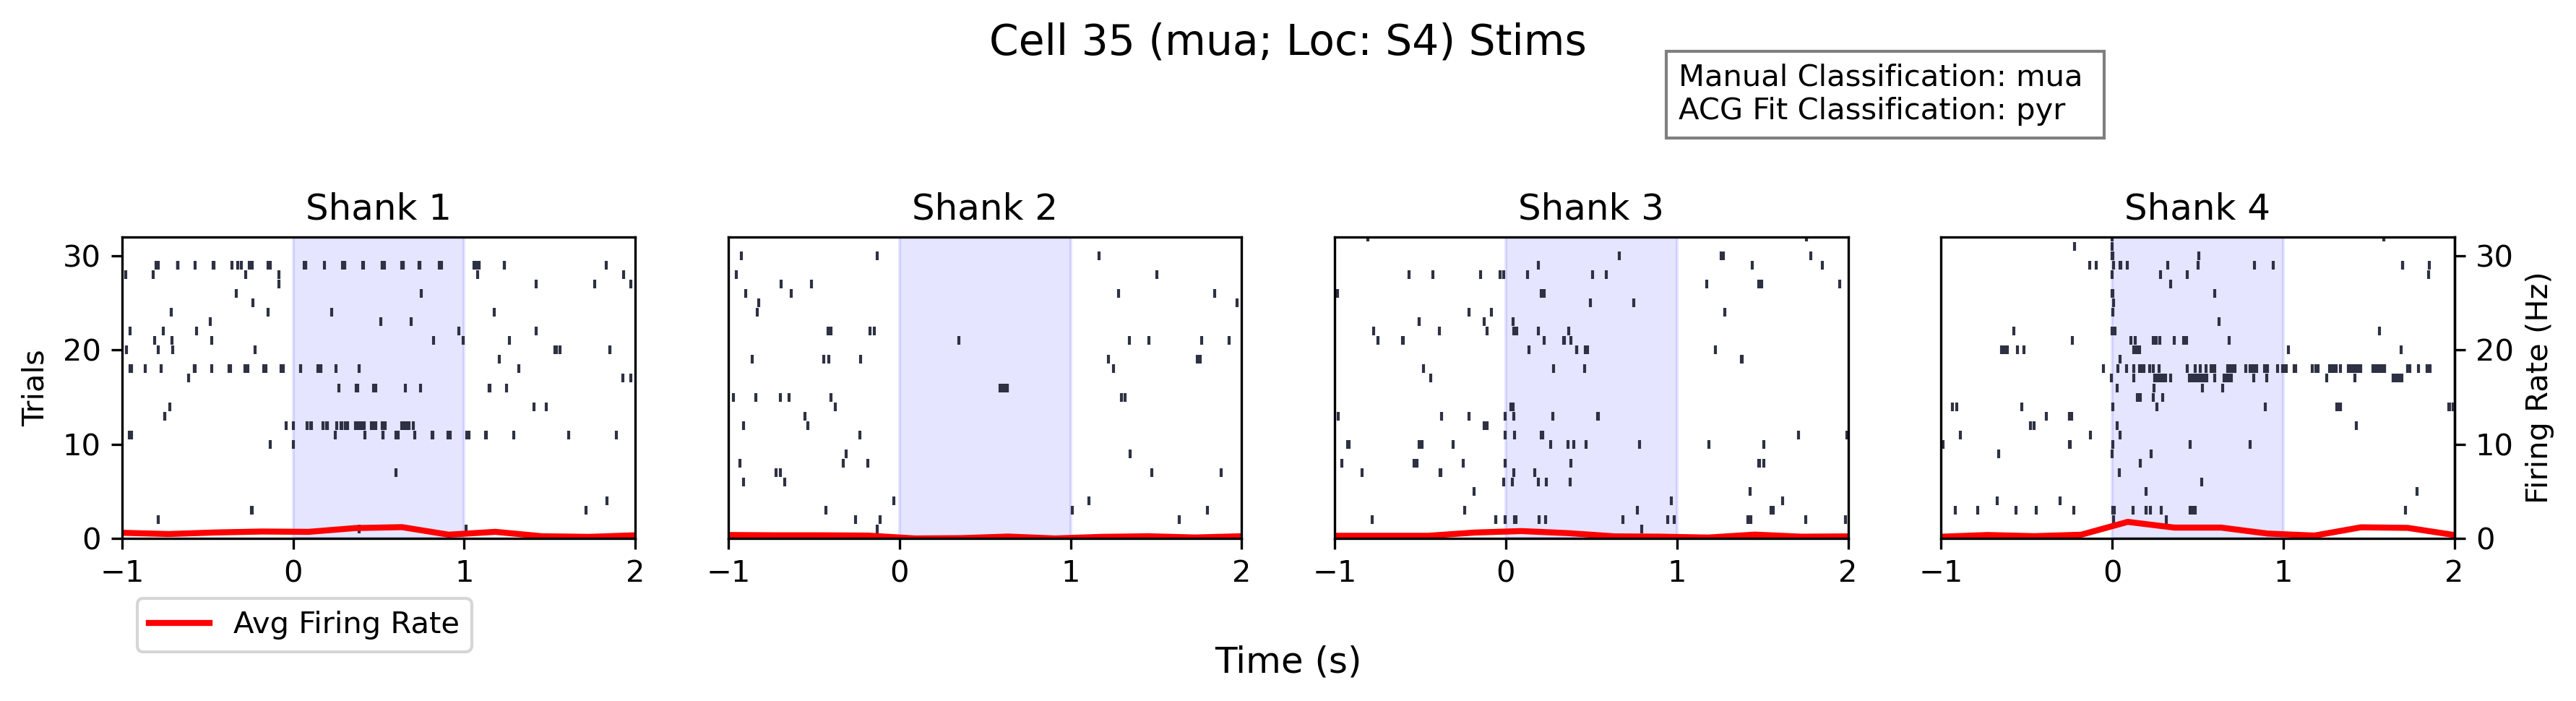 Cell 35 (mua; Loc: S4) Stims
Manual Classification: mua
ACG Fit Classification: pyr
Shank 1
Shank 2
Shank 3
Shank 4
Trials
30
20
10
0
−1 0 1 2
−1 0 1 2
−1 0 1 2
−1 0 1 2
30
20
10
0
Firing Rate (Hz)
Avg Firing Rate
Time (s)